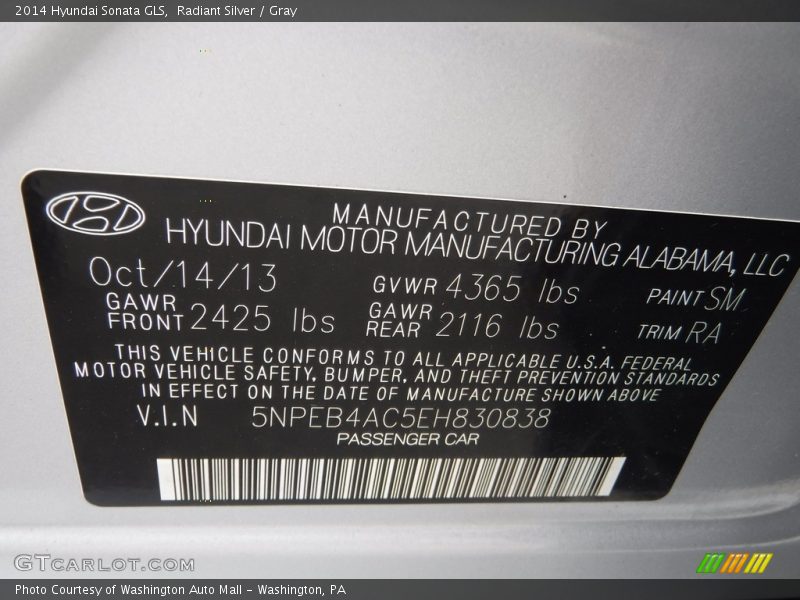 2014 Hyundai Sonata GLS, Radiant Silver / Gray
MANUFACTURED BY
HYUNDAI MOTOR MANUFACTURING ALABAMA, LLC
Oct/14/13 GVWR 4365 lbs PAINT SM
GAWR FRONT 2425 lbs GAWR REAR 2116 lbs TRIM RA
THIS VEHICLE CONFORMS TO ALL APPLICABLE U.S.A. FEDERAL
MOTOR VEHICLE SAFETY, BUMPER, AND THEFT PREVENTION STANDARDS
IN EFFECT ON THE DATE OF MANUFACTURE SHOWN ABOVE
V.I.N 5NPEB4AC5EH830838
PASSENGER CAR
GTCARLOT.COM
Photo Courtesy of Washington Auto Mall - Washington, PA